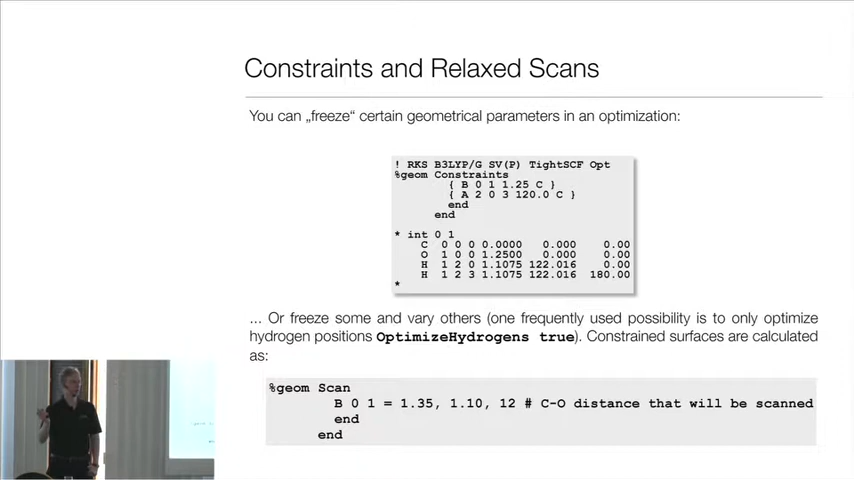 Constraints and Relaxed Scans
You can „freeze“ certain geometrical parameters in an optimization:
! RKS B3LYP/G SV(P) TightSCF Opt
%geom Constraints
{ B 0 1 1.25 C }
{ A 2 0 3 120.0 C }
end
end
* int 0 1
C 0 0 0 0.0000 0.000 0.00
O 1 0 0 1.2500 0.000 0.00
H 1 2 0 1.1075 122.016 0.00
H 1 2 3 1.1075 122.016 180.00
*
... Or freeze some and vary others (one frequently used possibility is to only optimize
hydrogen positions OptimizeHydrogens true). Constrained surfaces are calculated
as:
%geom Scan
B 0 1 = 1.35, 1.10, 12 # C-O distance that will be scanned
end
end